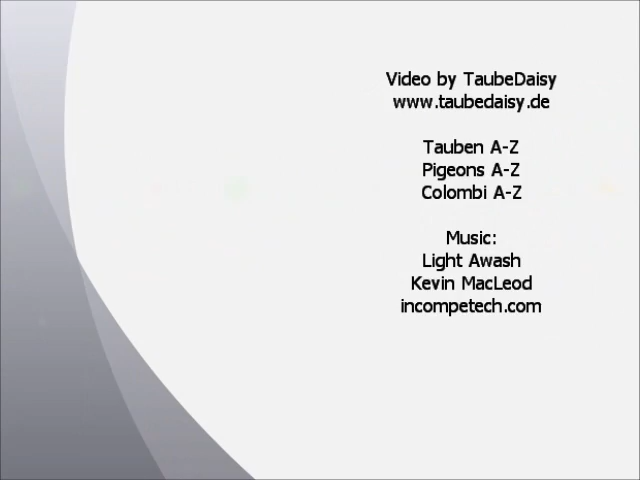 Video by TaubeDaisy
www.taubedaisy.de
Tauben A-Z
Pigeons A-Z
Colombi A-Z
Music:
Light Awash
Kevin MacLeod
incompetech.com